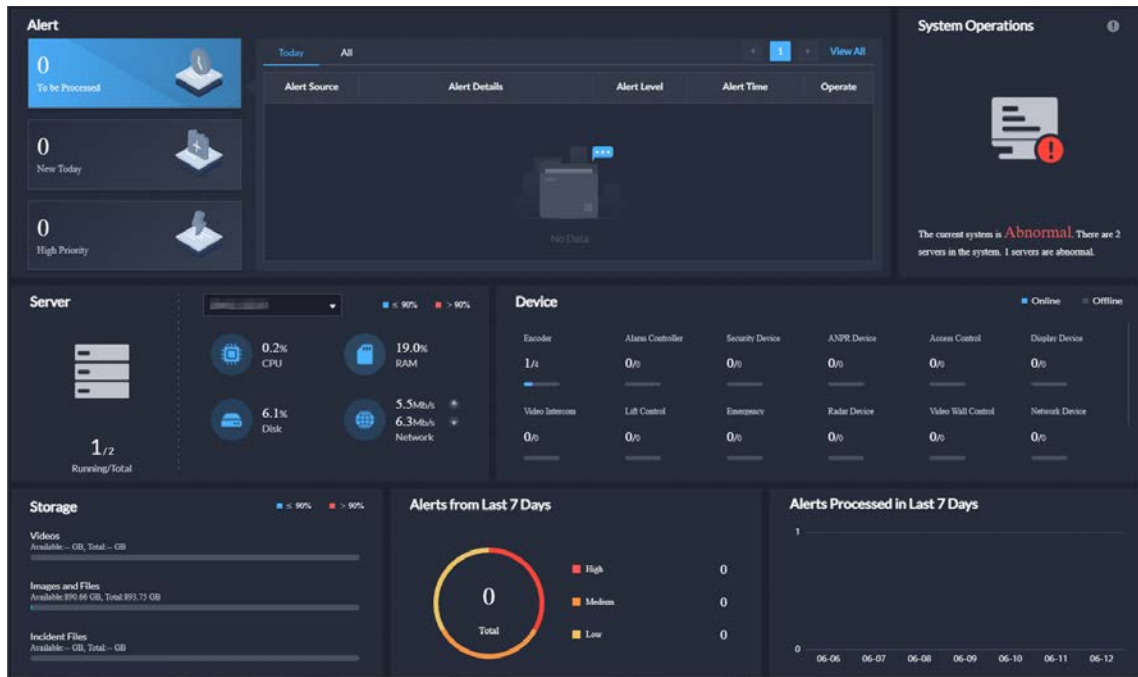 Alert
0
To be Processed
0
New Today
0
High Priority
Today All 1 View All
Alert Source Alert Details Alert Level Alert Time Operate
No Data
System Operations
The current system is Abnormal. There are 2
servers in the system. 1 servers are abnormal.
Server
≤ 90% > 90%
0.2% CPU
19.0% RAM
6.1% Disk
5.5Mb/s
6.3Mb/s
Network
1/2
Running/Total
Device
Online Offline
Encoder Alarm Controller Security Device ANPR Device Access Control Display Device
1/4 0/0 0/0 0/0 0/0 0/0
Video Intercom Lift Control Emergency Radar Device Video Wall Control Network Device
0/0 0/0 0/0 0/0 0/0 0/0
Storage
≤ 90% > 90%
Videos
Available:-- GB, Total:-- GB
Images and Files
Available:890.66 GB, Total:893.75 GB
Incident Files
Available:-- GB, Total:-- GB
Alerts from Last 7 Days
0
Total
High 0
Medium 0
Low 0
Alerts Processed in Last 7 Days
1
0
06-06 06-07 06-08 06-09 06-10 06-11 06-12